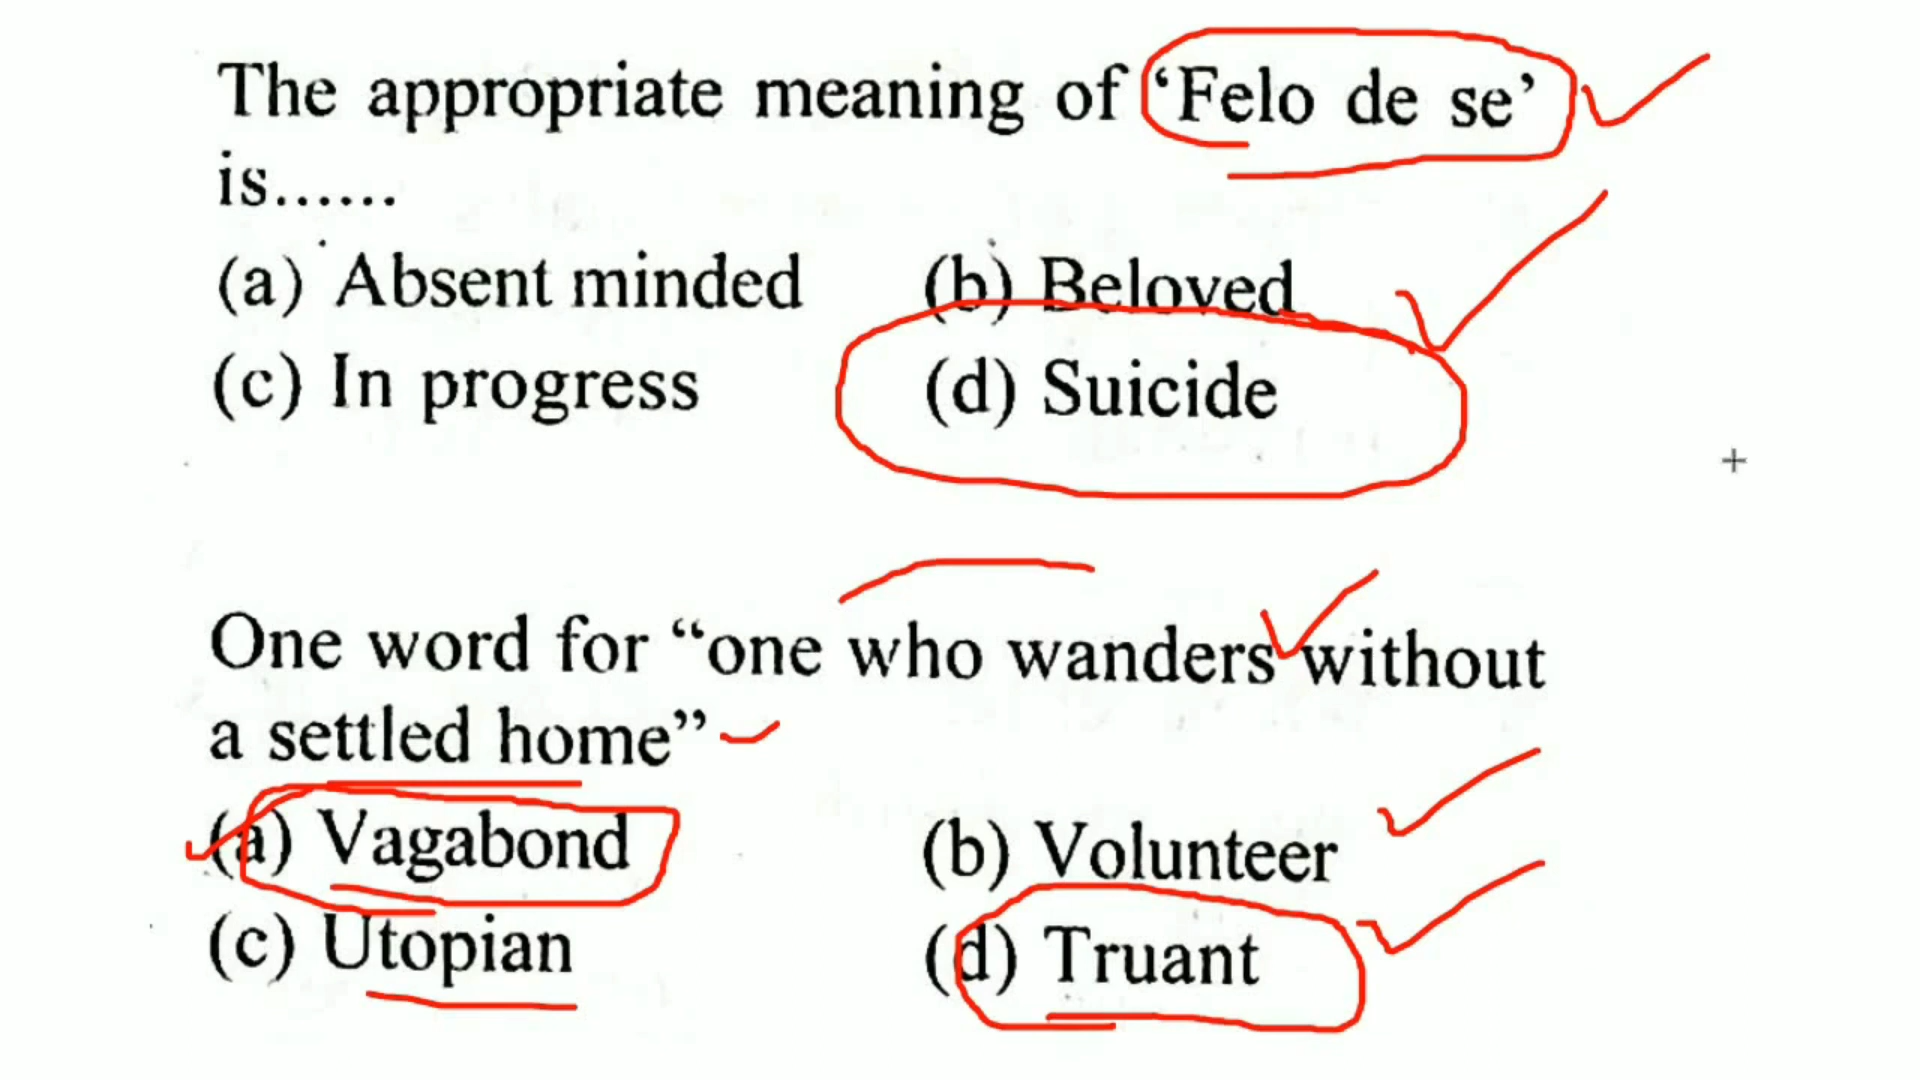 The appropriate meaning of ‘Felo de se’
is......
(a) Absent minded (b) Beloved
(c) In progress (d) Suicide
One word for “one who wanders without
a settled home”
(a) Vagabond (b) Volunteer
(c) Utopian (d) Truant